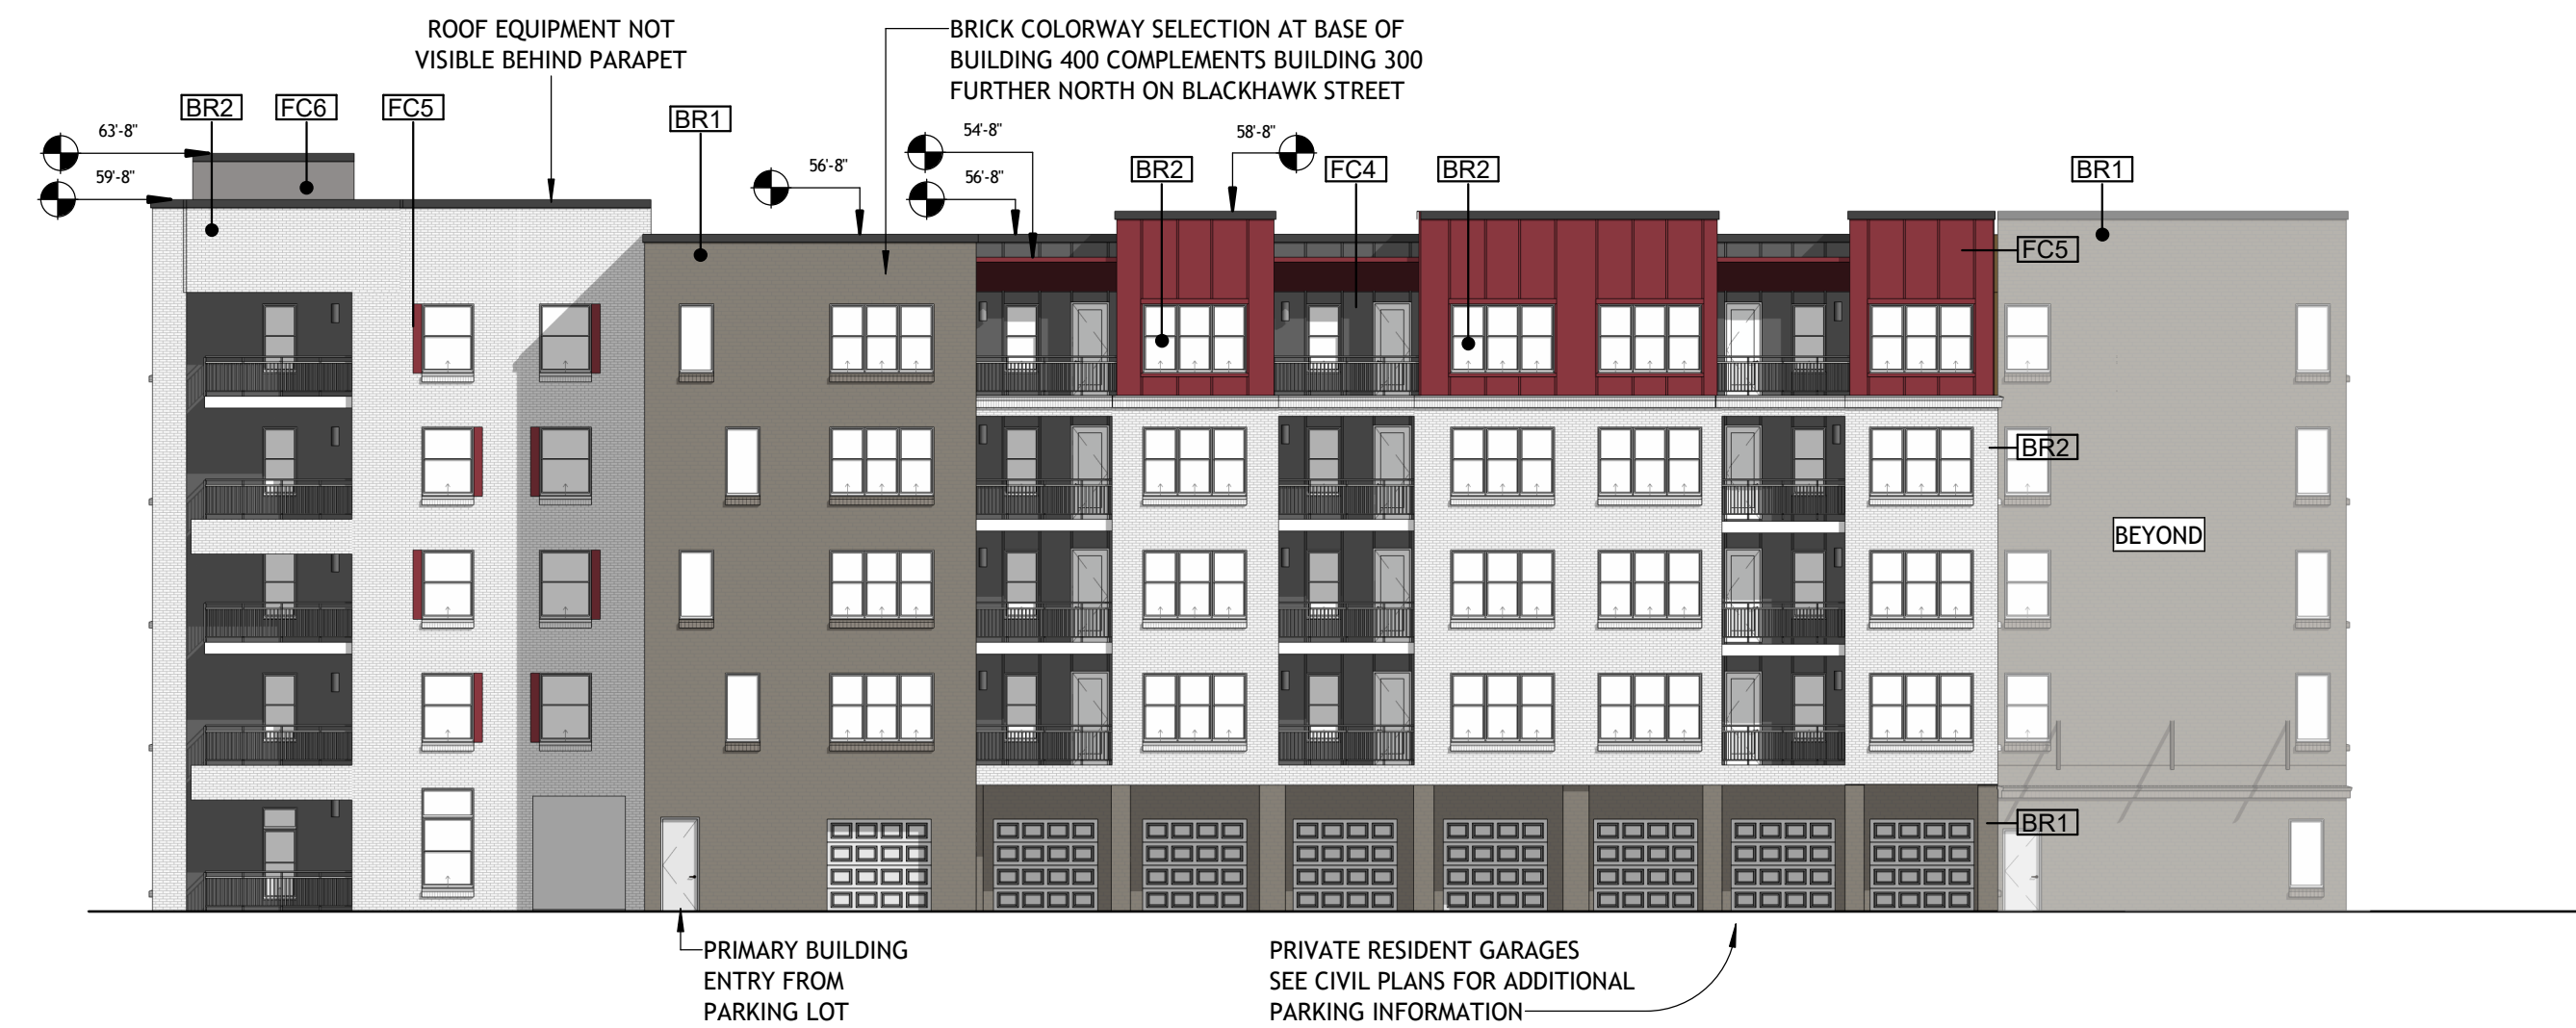 ROOF EQUIPMENT NOT
VISIBLE BEHIND PARAPET
BRICK COLORWAY SELECTION AT BASE OF
BUILDING 400 COMPLEMENTS BUILDING 300
FURTHER NORTH ON BLACKHAWK STREET
BR2
FC6
FC5
BR1
63'-8"
59'-8"
56'-8"
54'-8"
56'-8"
58'-8"
BR2
FC4
BR2
BR1
FC5
BR2
BEYOND
BR1
PRIMARY BUILDING
ENTRY FROM
PARKING LOT
PRIVATE RESIDENT GARAGES
SEE CIVIL PLANS FOR ADDITIONAL
PARKING INFORMATION